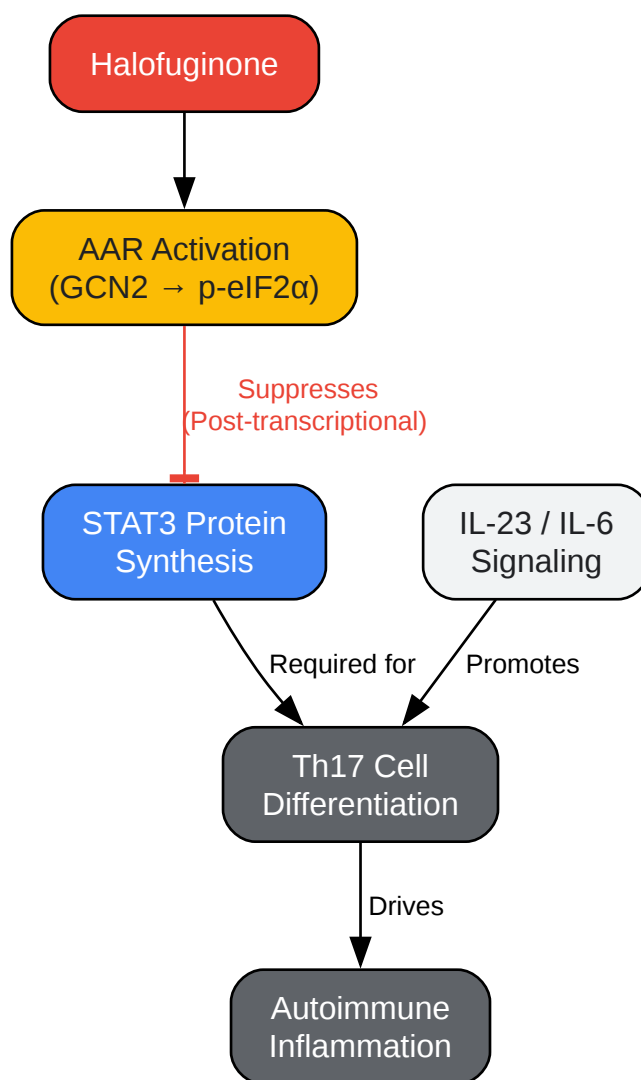 Halofuginone
AAR Activation
(GCN2 → p-eIF2α)
Suppresses
(Post-transcriptional)
STAT3 Protein
Synthesis
IL-23 / IL-6
Signaling
Required for
Promotes
Th17 Cell
Differentiation
Drives
Autoimmune
Inflammation